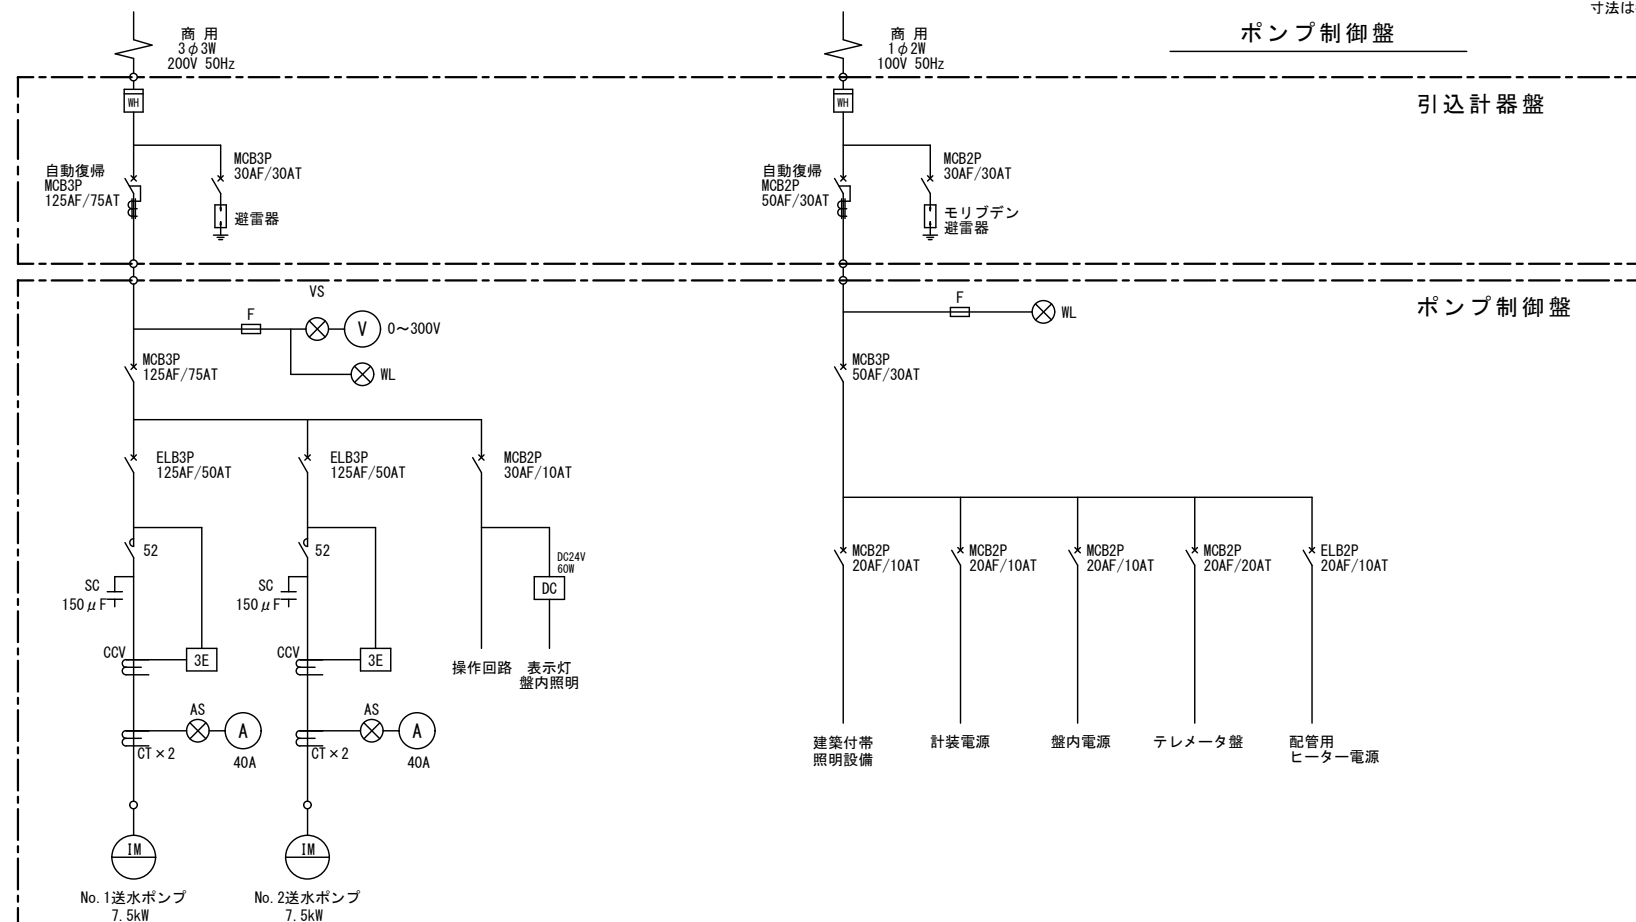 寸法は
ポンプ制御盤
商 用
3φ3W
200V 50Hz
商 用
1φ2W
100V 50Hz
引込計器盤
WH
WH
自動復帰
MCB3P
125AF/75AT
MCB3P
30AF/30AT
避雷器
自動復帰
MCB2P
50AF/30AT
MCB2P
30AF/30AT
モリブデン
避雷器
ポンプ制御盤
VS
F
V
0～300V
WL
F
WL
MCB3P
125AF/75AT
MCB3P
50AF/30AT
ELB3P
125AF/50AT
ELB3P
125AF/50AT
MCB2P
30AF/10AT
52
52
DC24V
60W
DC
SC
150μF
SC
150μF
CCV
3E
CCV
3E
操作回路
表示灯
盤内照明
AS
A
40A
CT×2
AS
A
40A
CT×2
IM
IM
No.1送水ポンプ
7.5kW
No.2送水ポンプ
7.5kW
MCB2P
20AF/10AT
MCB2P
20AF/10AT
MCB2P
20AF/10AT
MCB2P
20AF/20AT
ELB2P
20AF/10AT
建築付帯
照明設備
計装電源
盤内電源
テレメータ盤
配管用
ヒーター電源